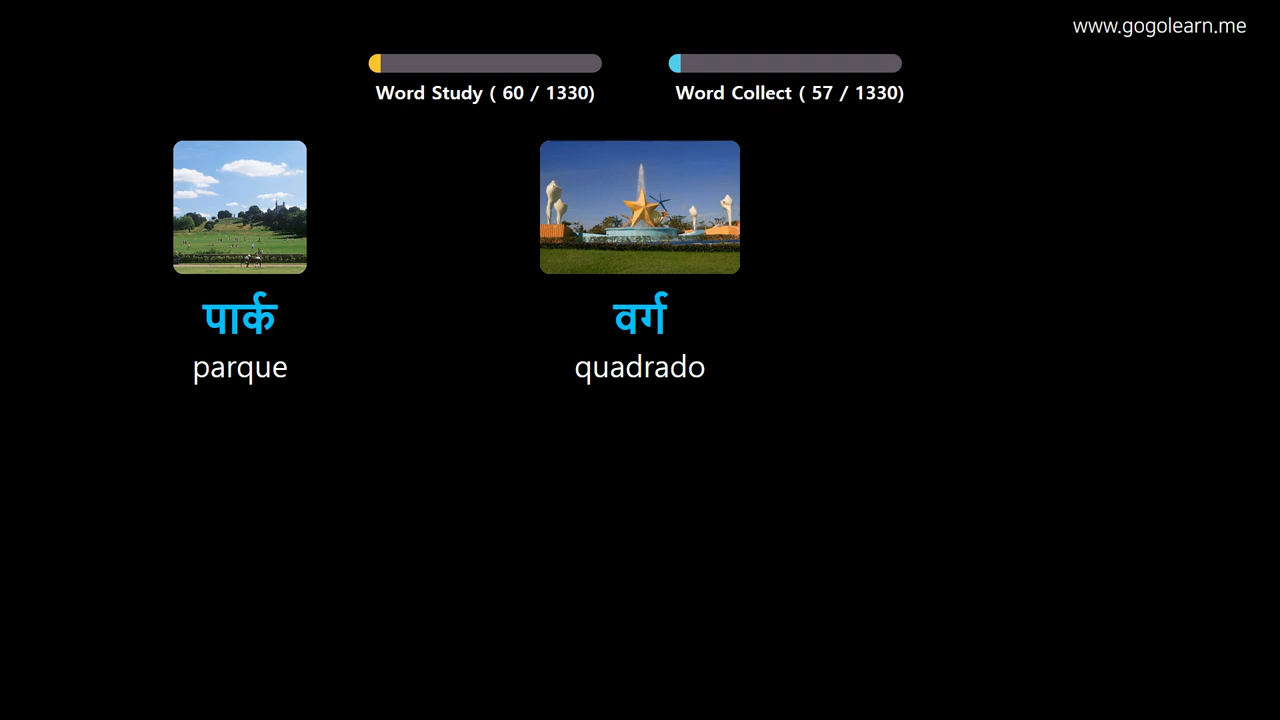 www.gogolearn.me
Word Study ( 60 / 1330)
Word Collect ( 57 / 1330)
पार्क
वर्ग
parque
quadrado